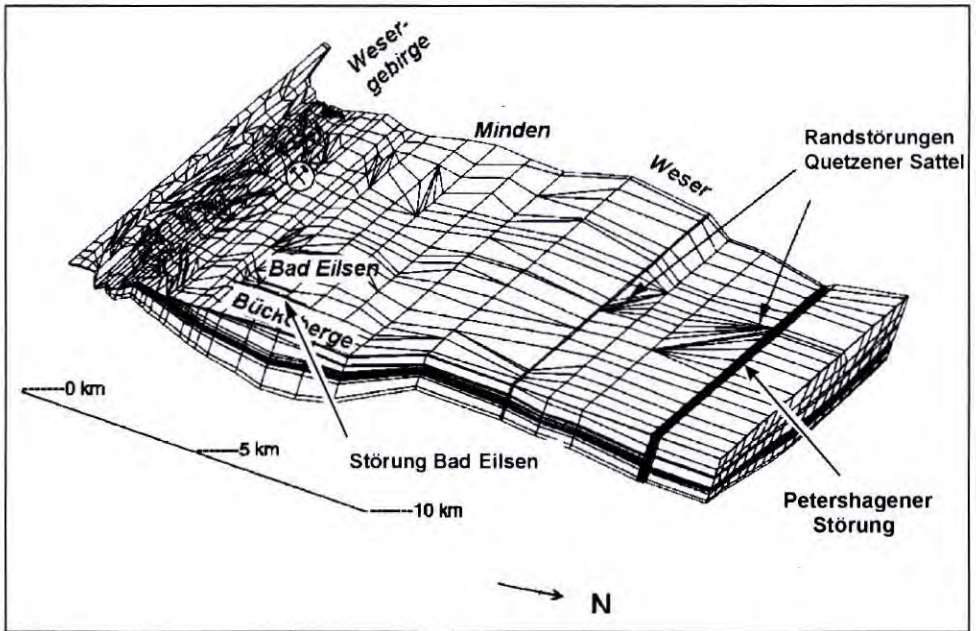 Weser-
gebirge
Minden
Weser
Randstörungen
Quetzener Sattel
Bad Eilsen
Störung Bad Eilsen
Petershagener
Störung
0 km
5 km
10 km
N